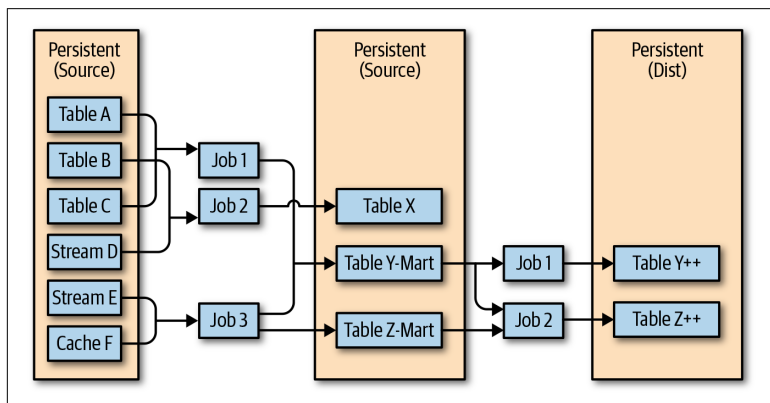 Persistent
(Source)
Table A
Table B
Table C
Stream D
Stream E
Cache F
Job 1
Job 2
Job 3
Persistent
(Source)
Table X
Table Y-Mart
Table Z-Mart
Job 1
Job 2
Persistent
(Dist)
Table Y++
Table Z++